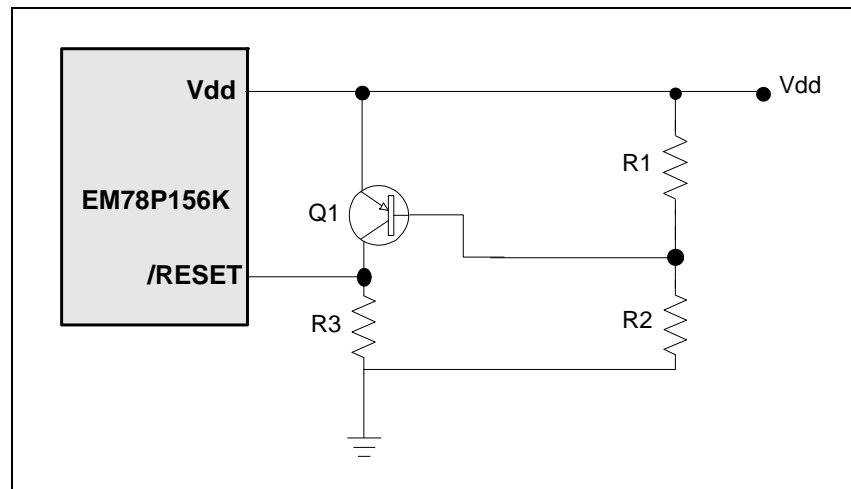 Vdd
Vdd
R1
EM78P156K
Q1
/RESET
R3
R2